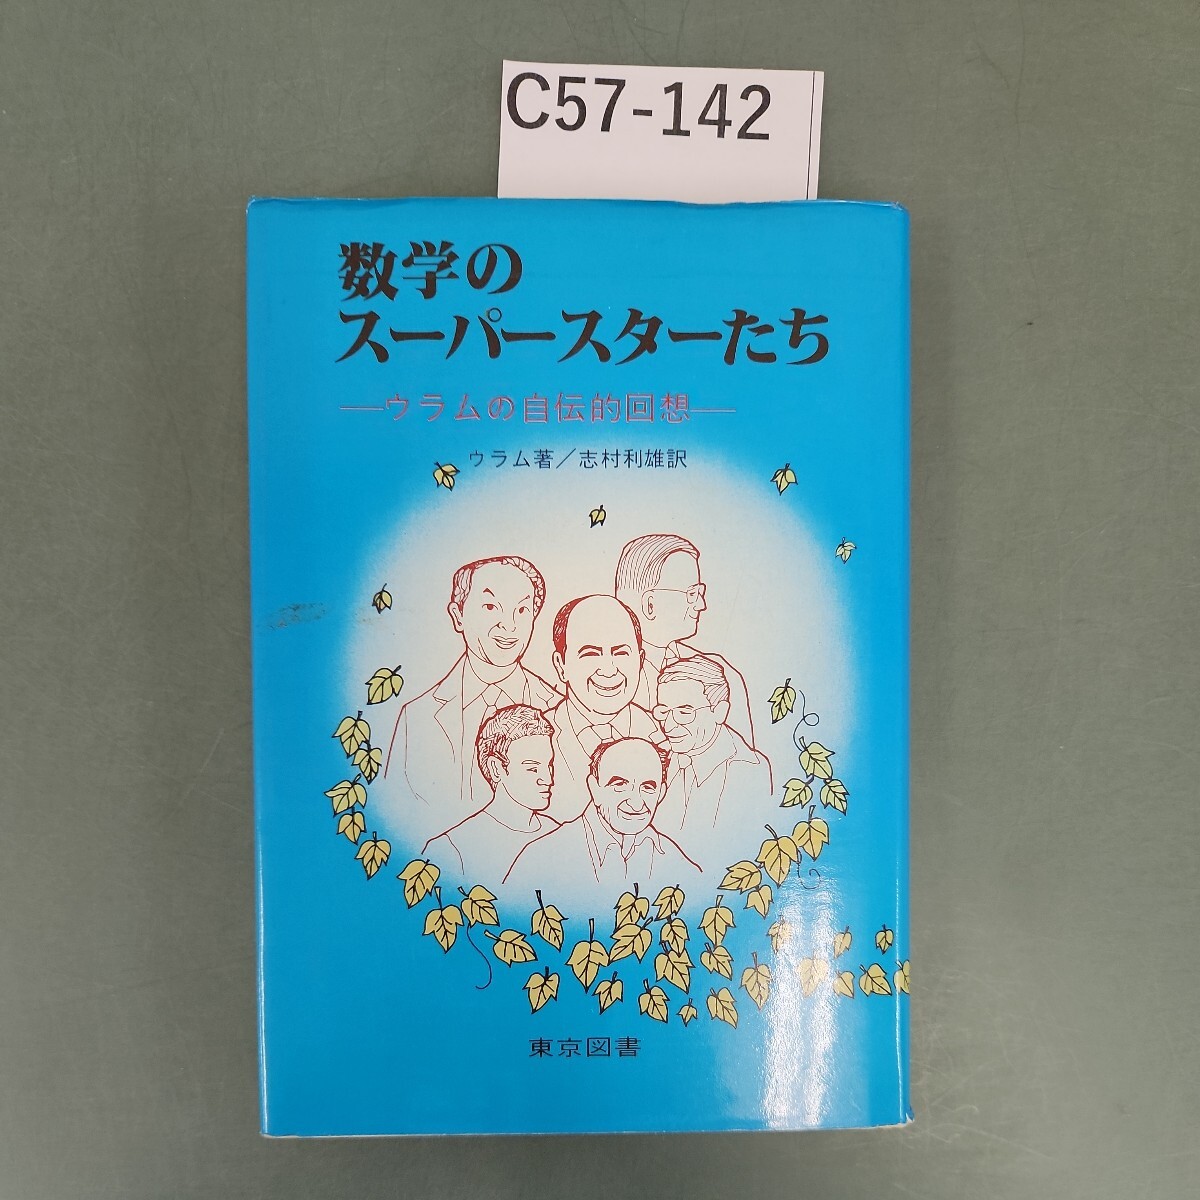 C57-142
数学の
スーパースターたち
―ウラムの自伝的回想―
ウラム著／志村利雄訳
東京図書